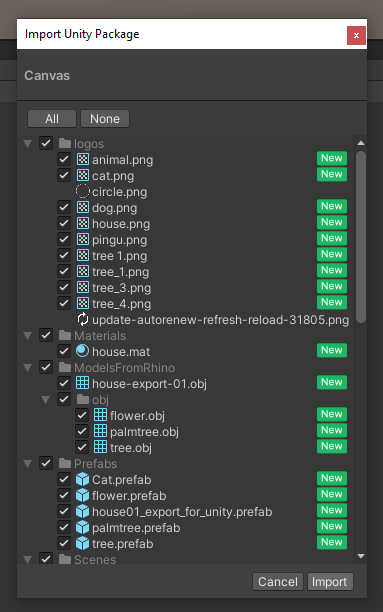 Import Unity Package
x
Canvas
All None
logos
animal.png New
cat.png New
circle.png
dog.png New
house.png New
pingu.png New
tree 1.png New
tree_1.png New
tree_3.png New
tree_4.png New
update-autorenew-refresh-reload-31805.png
Materials
house.mat New
ModelsFromRhino
house-export-01.obj New
obj
flower.obj New
palmtree.obj New
tree.obj New
Prefabs
Cat.prefab New
flower.prefab New
house01_export_for_unity.prefab New
palmtree.prefab New
tree.prefab New
Scenes
Cancel Import